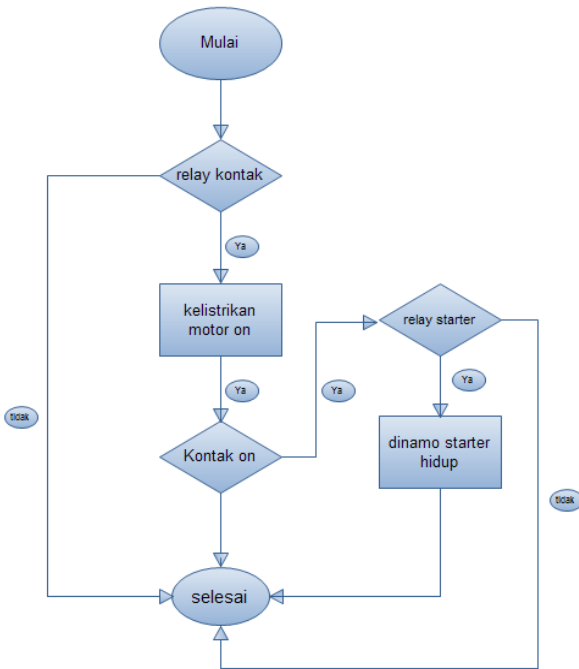 Mulai
relay kontak
Ya
kelistrikan
motor on
relay starter
Ya
Ya
Ya
tidak
Kontak on
dinamo starter
hidup
tidak
selesai